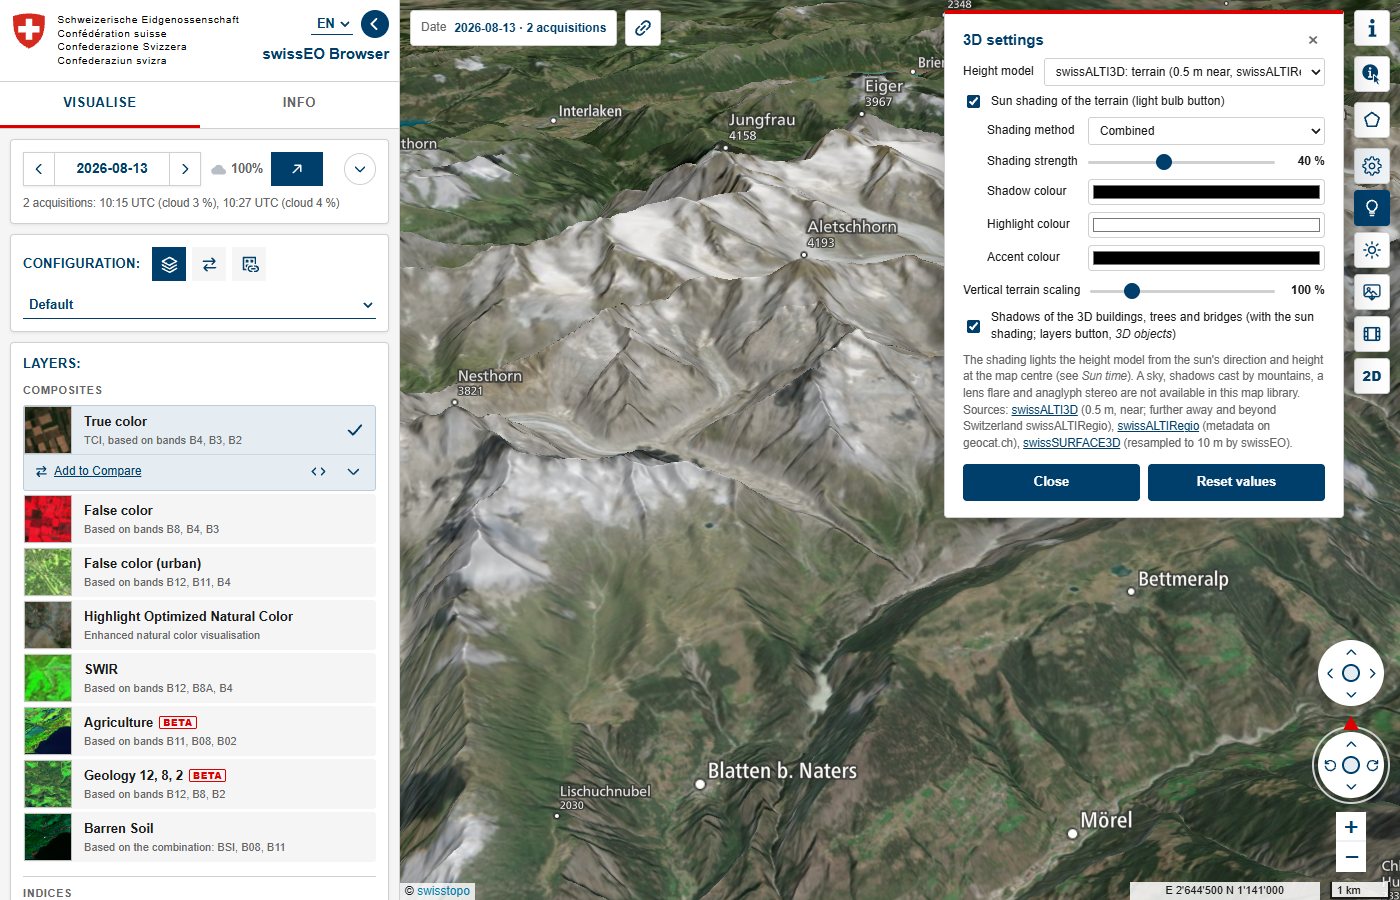 Schweizerische Eidgenossenschaft
Confédération suisse
Confederazione Svizzera
Confederaziun svizra
EN
swissEO Browser
VISUALISE
INFO
2026-08-13
100%
2 acquisitions: 10:15 UTC (cloud 3 %), 10:27 UTC (cloud 4 %)
CONFIGURATION:
Default
LAYERS:
COMPOSITES
True color
TCI, based on bands B4, B3, B2
Add to Compare
False color
Based on bands B8, B4, B3
False color (urban)
Based on bands B12, B11, B4
Highlight Optimized Natural Color
Enhanced natural color visualisation
SWIR
Based on bands B12, B8A, B4
Agriculture BETA
Based on bands B11, B08, B02
Geology 12, 8, 2 BETA
Based on bands B12, B8, B2
Barren Soil
Based on the combination: BSI, B08, B11
INDICES
Date 2026-08-13 · 2 acquisitions
2348
Brien
Eiger
3967
Interlaken
Jungfrau
4158
thorn
Aletschhorn
4193
Nesthorn
3821
Bettmeralp
Blatten b. Naters
Lischuchnubel
2030
Mörel
3D settings
Height model swissALTI3D: terrain (0.5 m near, swissALTIR
Sun shading of the terrain (light bulb button)
Shading method Combined
Shading strength 40 %
Shadow colour
Highlight colour
Accent colour
Vertical terrain scaling 100 %
Shadows of the 3D buildings, trees and bridges (with the sun
shading; layers button, 3D objects)
The shading lights the height model from the sun's direction and height
at the map centre (see Sun time). A sky, shadows cast by mountains, a
lens flare and anaglyph stereo are not available in this map library.
Sources: swissALTI3D (0.5 m, near; further away and beyond
Switzerland swissALTIRegio), swissALTIRegio (metadata on
geocat.ch), swissSURFACE3D (resampled to 10 m by swissEO).
Close
Reset values
2D
© swisstopo
E 2'644'500 N 1'141'000
1 km